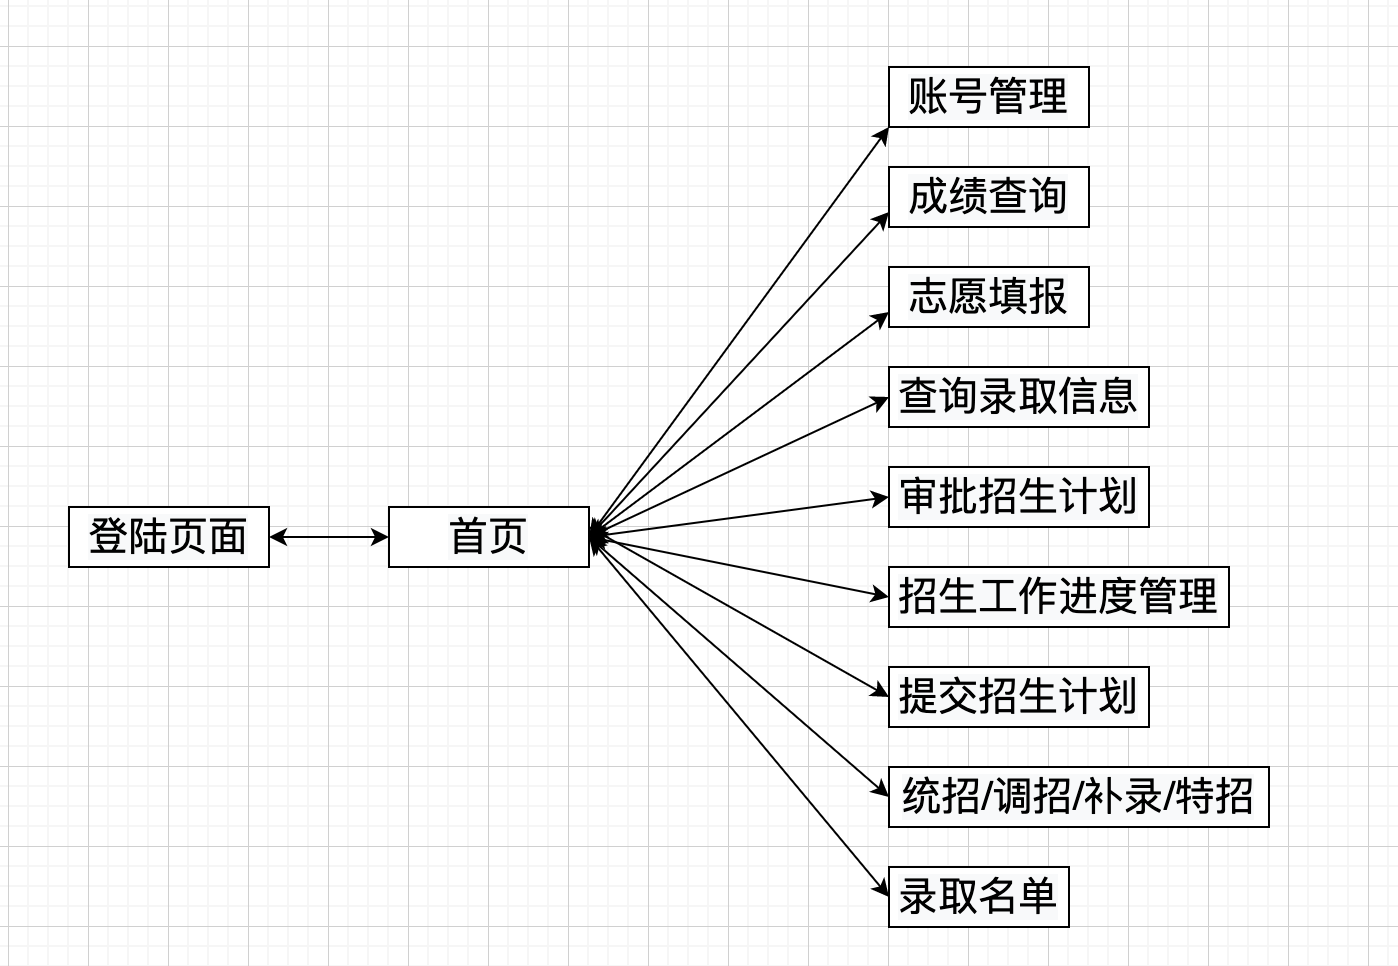 账号管理
成绩查询
志愿填报
查询录取信息
审批招生计划
登陆页面
首页
招生工作进度管理
提交招生计划
统招/调招/补录/特招
录取名单